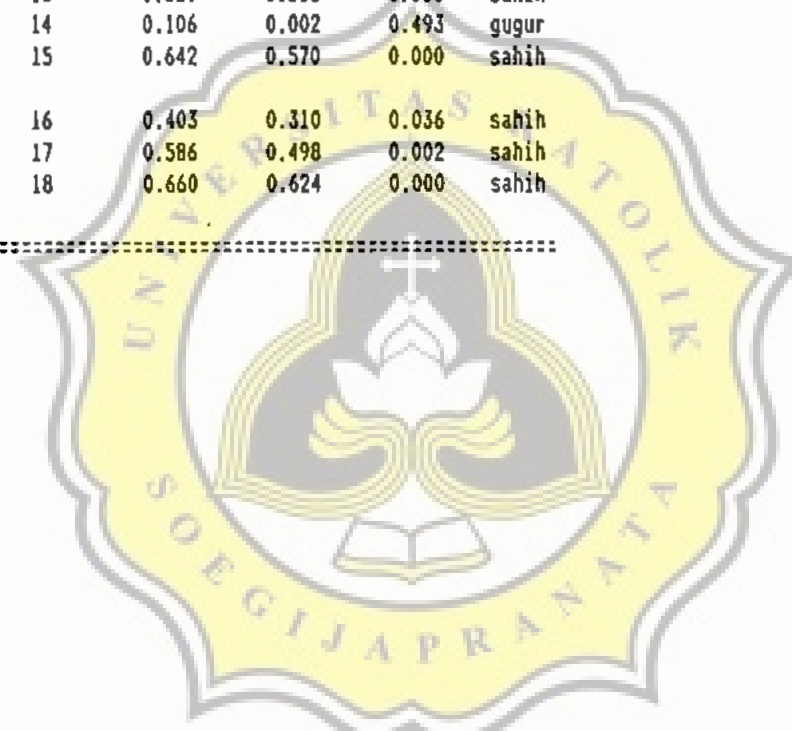 14 0.106 0.002 0.493 gugur
15 0.642 0.570 0.000 sahih
16 0.403 0.310 0.036 sahih
17 0.586 0.498 0.002 sahih
18 0.660 0.624 0.000 sahih
================================================
UNIVERSITAS KATOLIK
SOEGIJAPRANATA